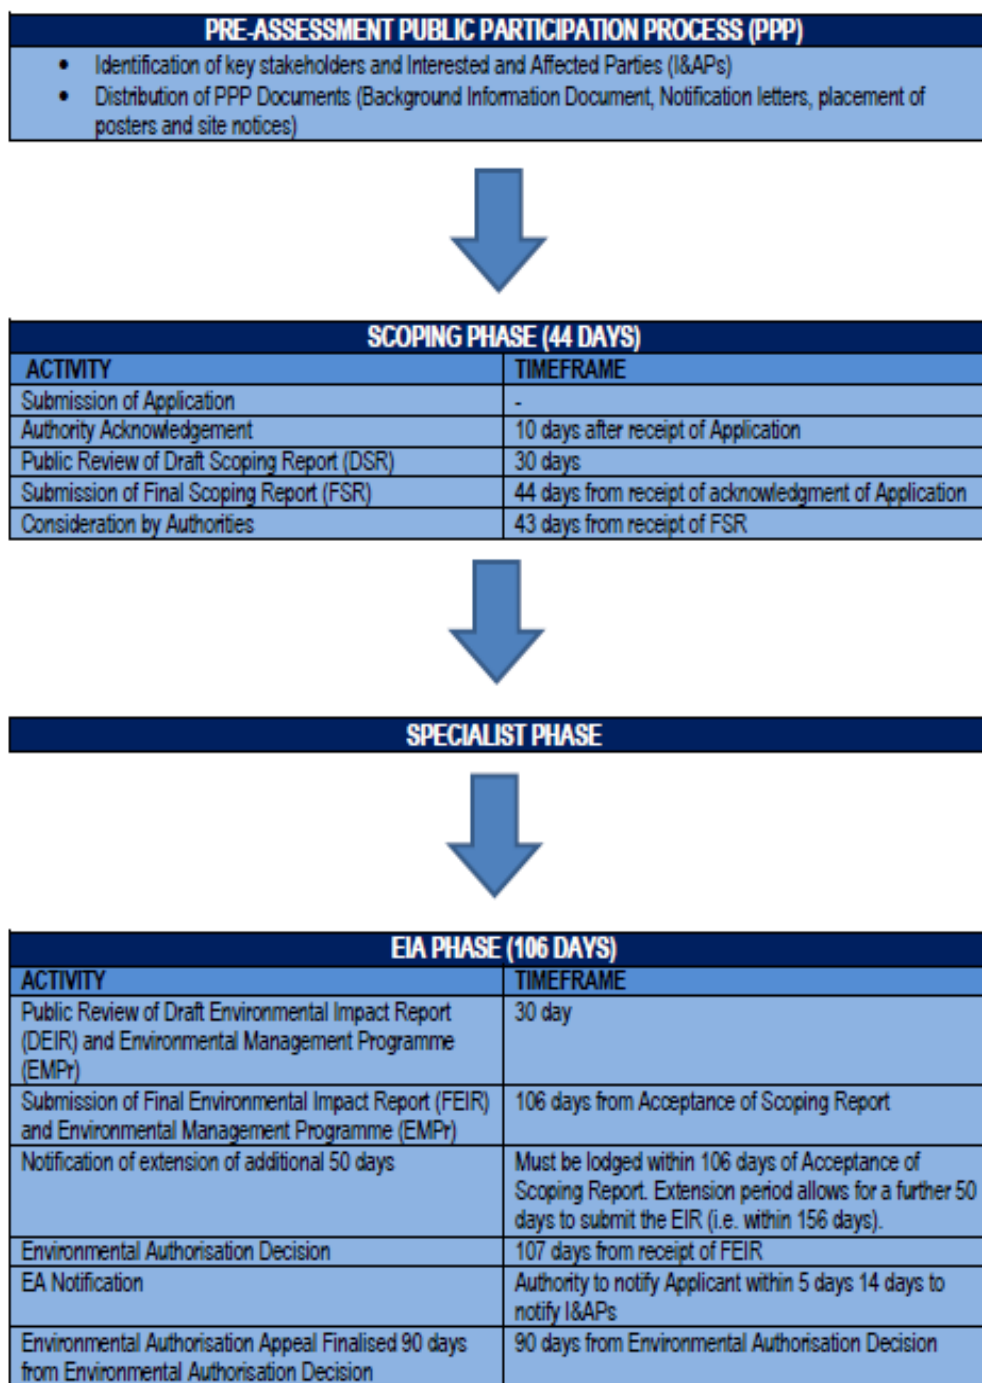 PRE-ASSESSMENT PUBLIC PARTICIPATION PROCESS (PPP)
• Identification of key stakeholders and Interested and Affected Parties (I&APs)
• Distribution of PPP Documents (Background Information Document, Notification letters, placement of
posters and site notices)
SCOPING PHASE (44 DAYS)
ACTIVITY TIMEFRAME
Submission of Application -
Authority Acknowledgement 10 days after receipt of Application
Public Review of Draft Scoping Report (DSR) 30 days
Submission of Final Scoping Report (FSR) 44 days from receipt of acknowledgment of Application
Consideration by Authorities 43 days from receipt of FSR
SPECIALIST PHASE
EIA PHASE (106 DAYS)
ACTIVITY TIMEFRAME
Public Review of Draft Environmental Impact Report 30 day
(DEIR) and Environmental Management Programme
(EMPr)
Submission of Final Environmental Impact Report (FEIR) 106 days from Acceptance of Scoping Report
and Environmental Management Programme (EMPr)
Notification of extension of additional 50 days Must be lodged within 106 days of Acceptance of
Scoping Report. Extension period allows for a further 50
days to submit the EIR (i.e. within 156 days).
Environmental Authorisation Decision 107 days from receipt of FEIR
EA Notification Authority to notify Applicant within 5 days 14 days to
notify I&APs
Environmental Authorisation Appeal Finalised 90 days 90 days from Environmental Authorisation Decision
from Environmental Authorisation Decision